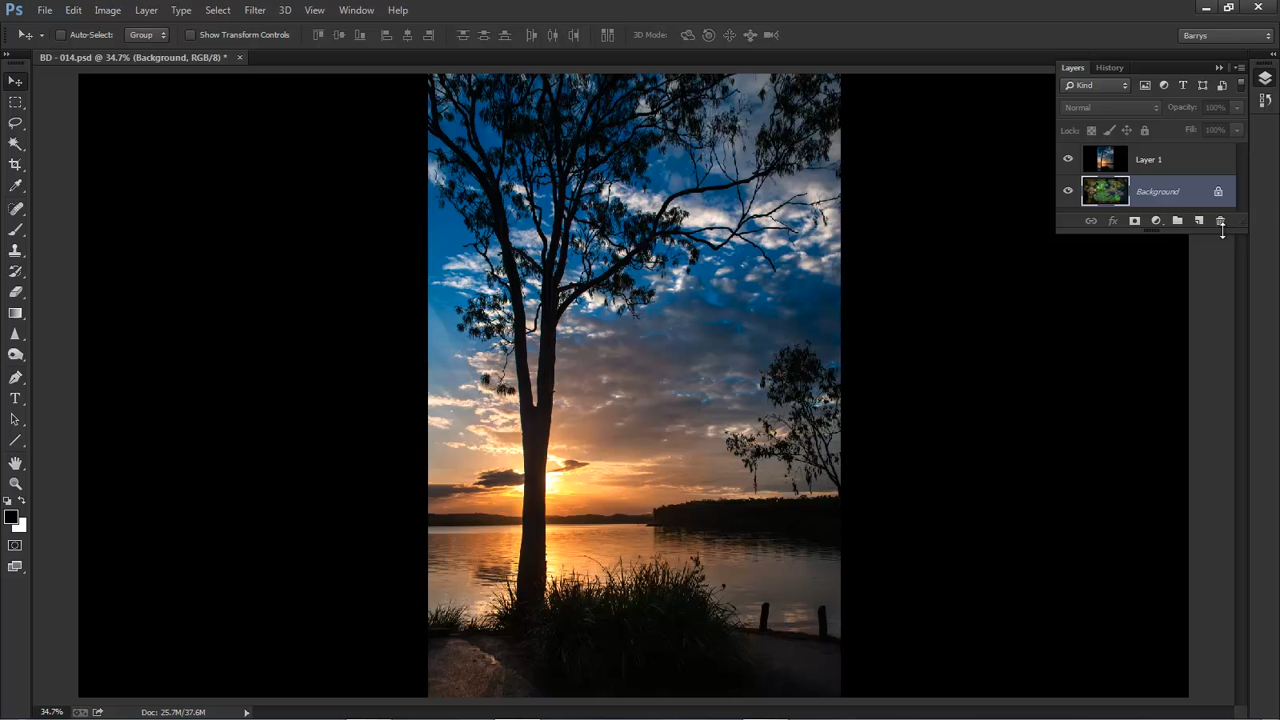 Ps File Edit Image Layer Type Select Filter 3D View Window Help
Auto-Select: Group Show Transform Controls 3D Mode: Barrys
BD - 014.psd @ 34.7% (Background, RGB/8) * ×
Layers History
Kind
Normal Opacity: 100%
Lock: Fill: 100%
Layer 1
Background
fx
34.7% Doc: 25.7M/37.6M